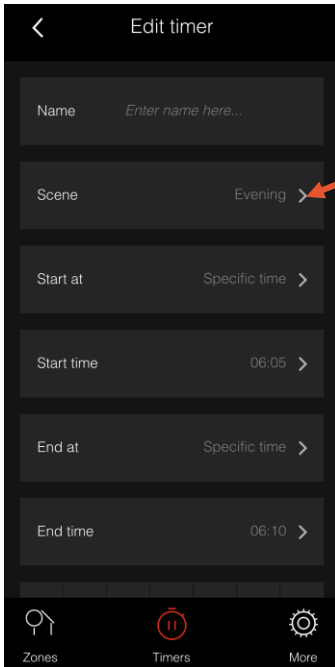 Edit timer
Name Enter name here...
Scene Evening
Start at Specific time
Start time 06:05
End at Specific time
End time 06:10
Zones Timers More